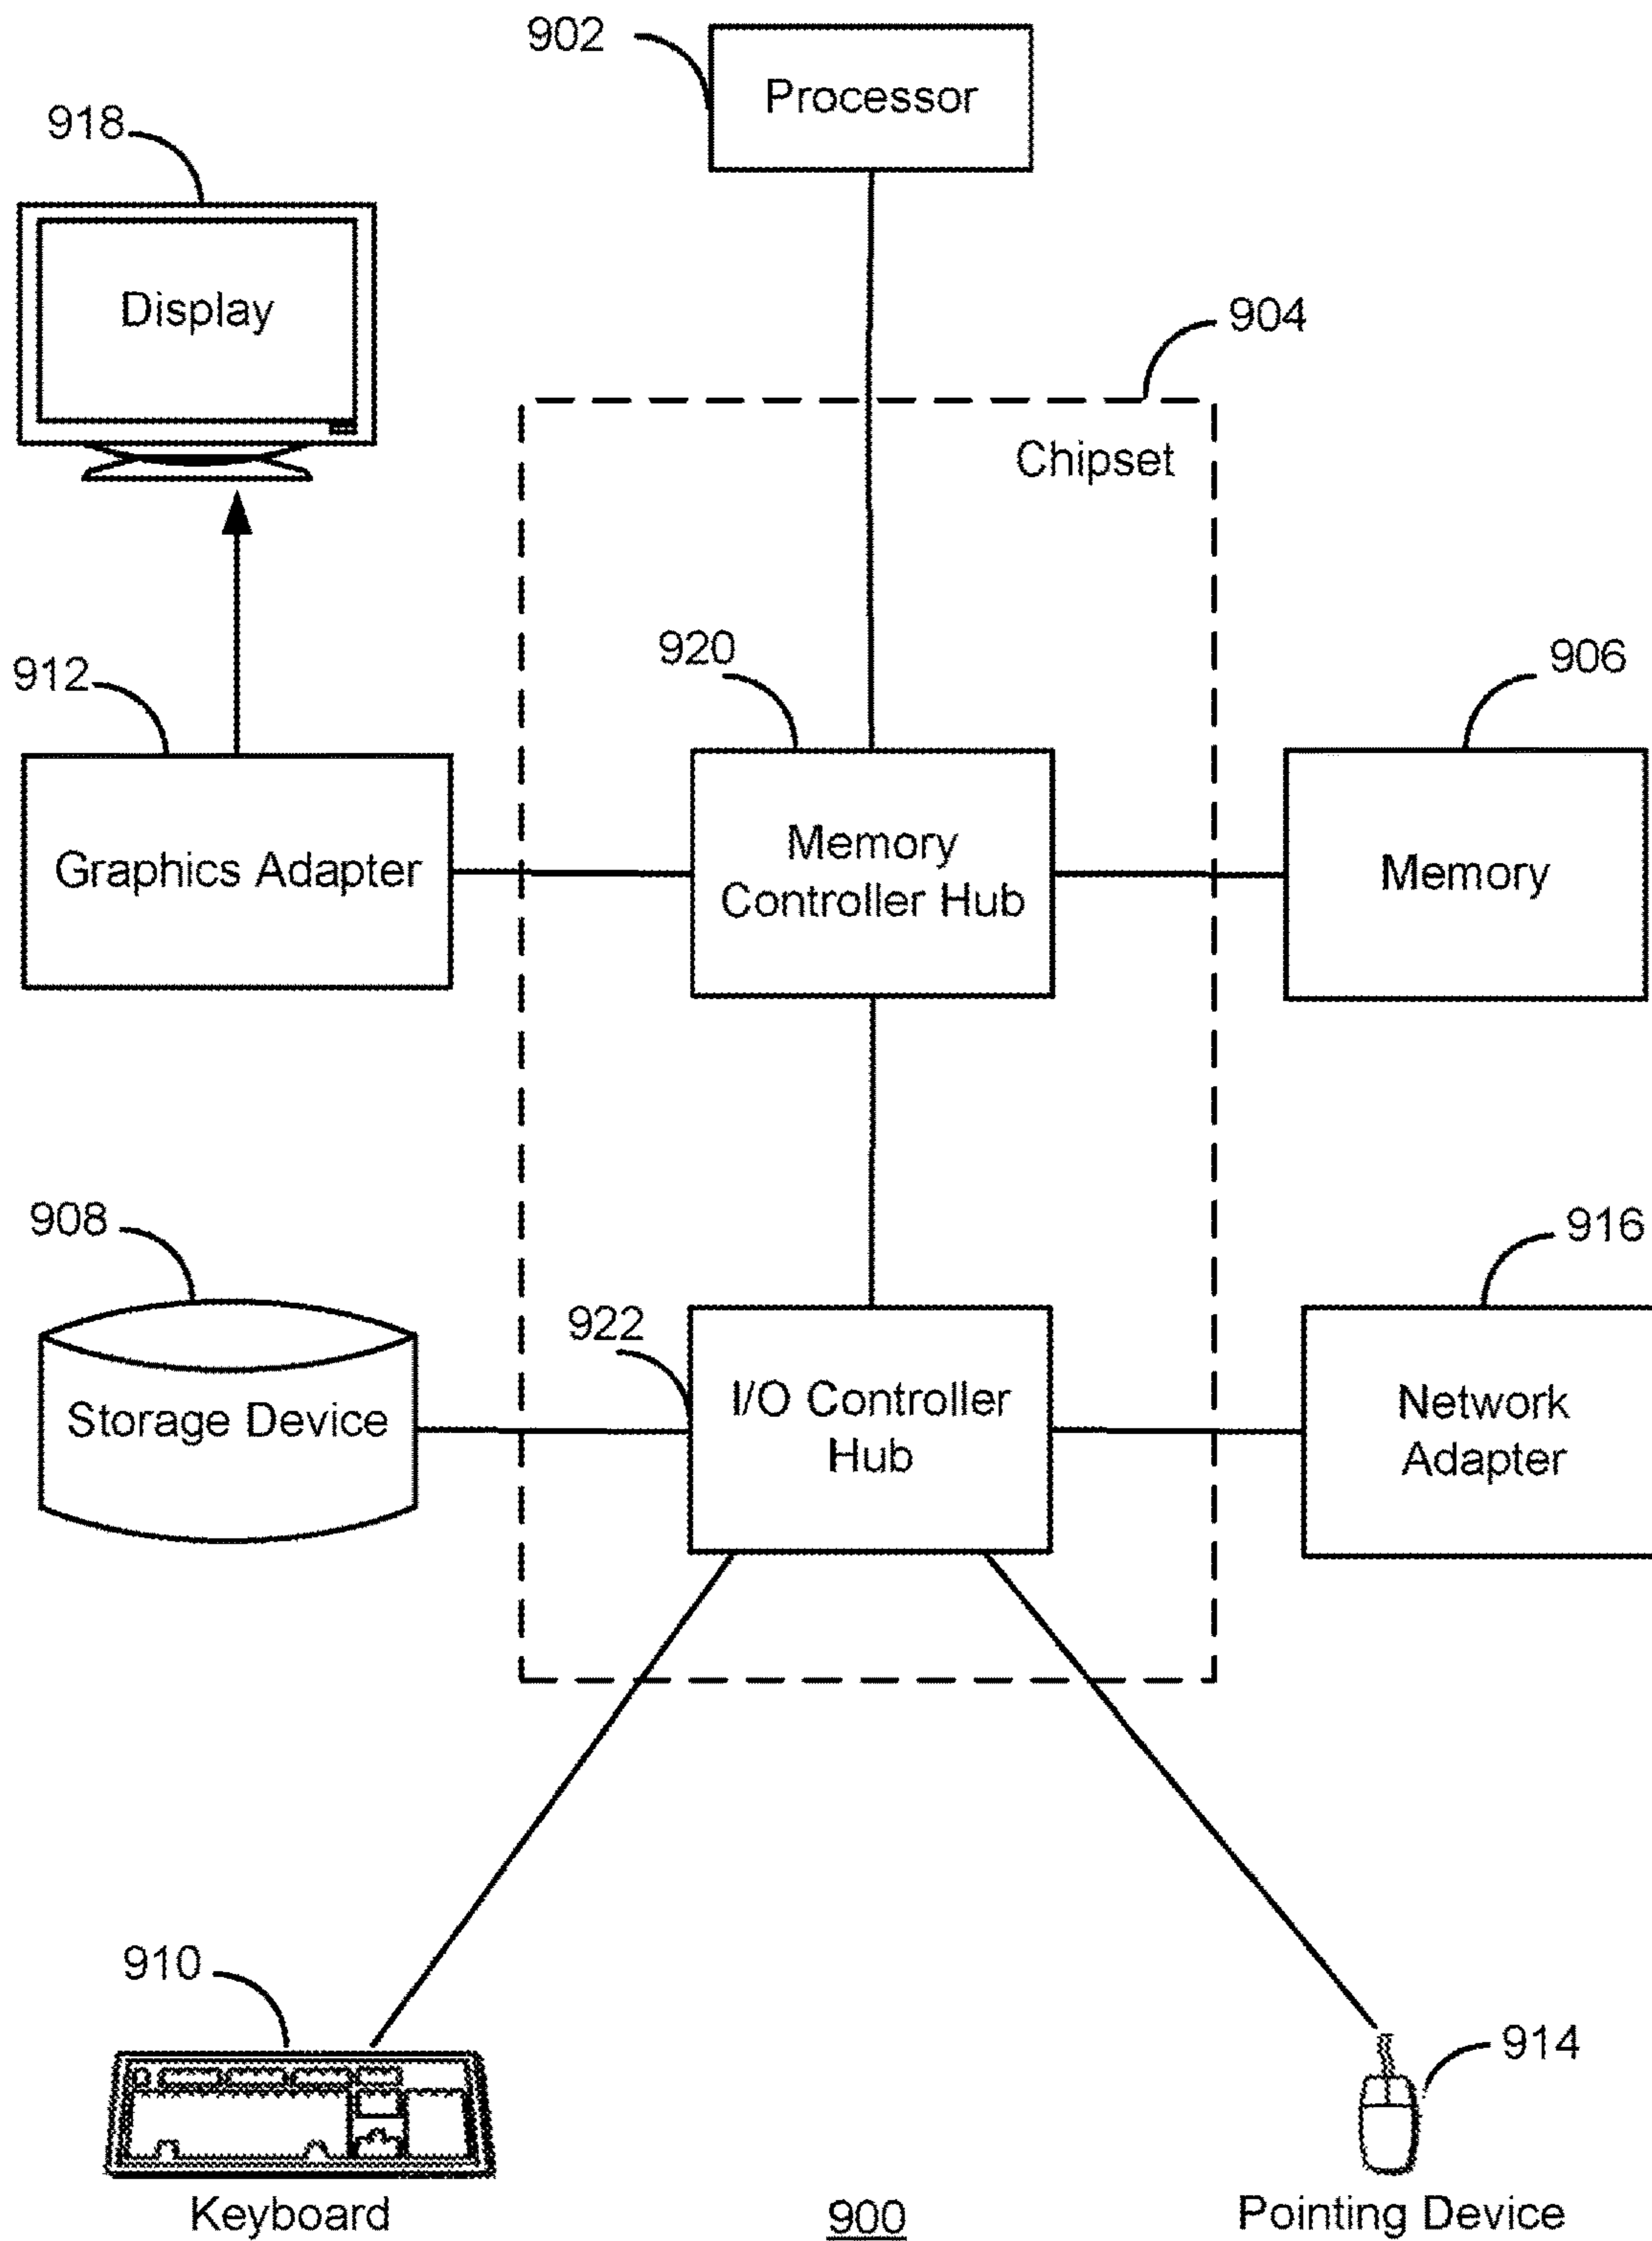 902
Processor
918
Display
904
Chipset
920
912
906
Graphics Adapter
Memory
Controller Hub
Memory
908
916
922
Storage Device
I/O Controller
Hub
Network
Adapter
910
914
Keyboard
900
Pointing Device